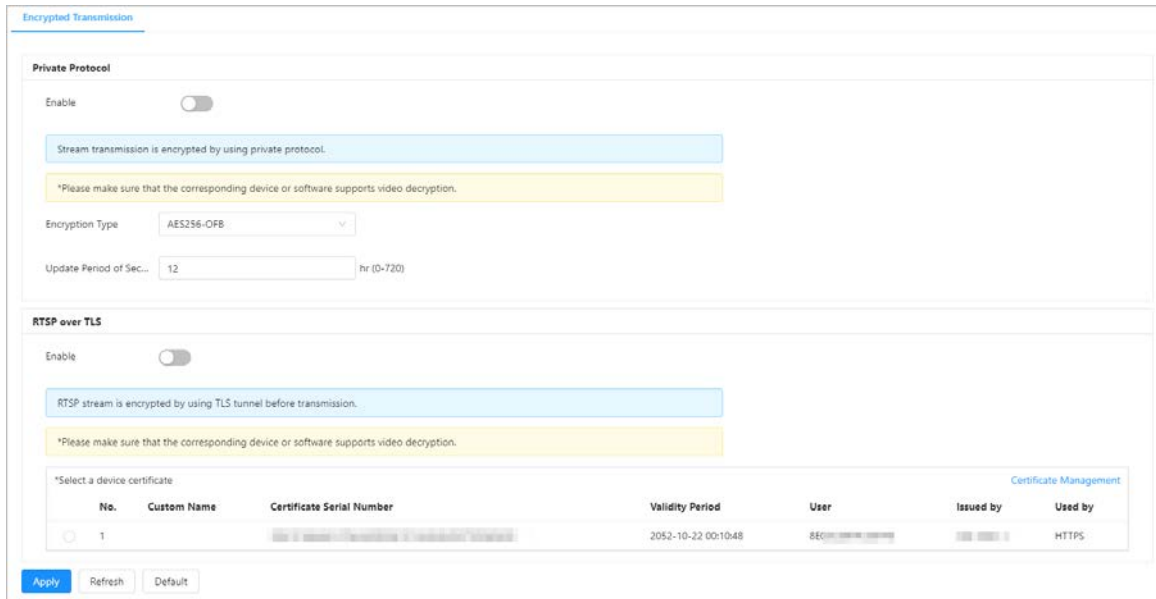 Encrypted Transmission
Private Protocol
Enable
Stream transmission is encrypted by using private protocol.
*Please make sure that the corresponding device or software supports video decryption.
Encryption Type AES256-OFB
Update Period of Sec... 12 hr (0-720)
RTSP over TLS
Enable
RTSP stream is encrypted by using TLS tunnel before transmission.
*Please make sure that the corresponding device or software supports video decryption.
*Select a device certificate Certificate Management
No. Custom Name Certificate Serial Number Validity Period User Issued by Used by
1 2052-10-22 00:10:48 HTTPS
Apply Refresh Default